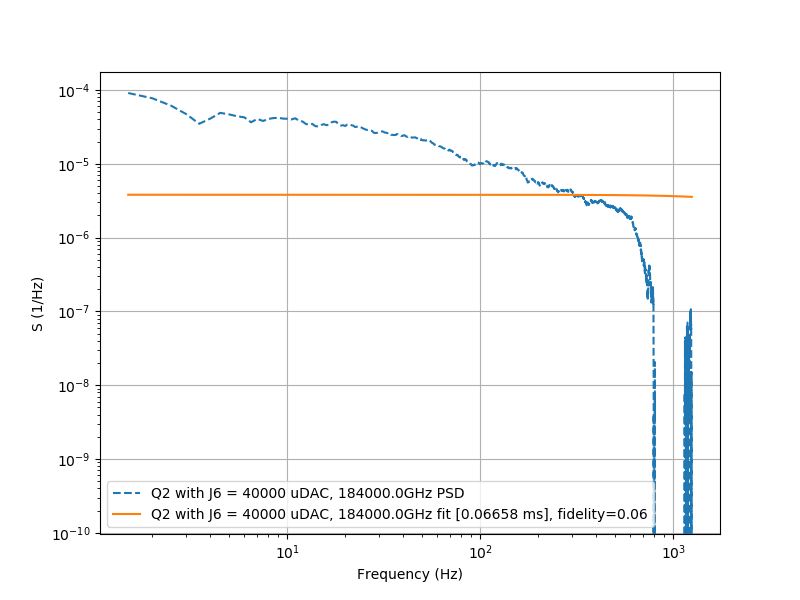 10⁻⁴
10⁻⁵
10⁻⁶
10⁻⁷
10⁻⁸
10⁻⁹
10⁻¹⁰
S (1/Hz)
Q2 with J6 = 40000 uDAC, 184000.0GHz PSD
Q2 with J6 = 40000 uDAC, 184000.0GHz fit [0.06658 ms], fidelity=0.06
10¹ 10² 10³
Frequency (Hz)